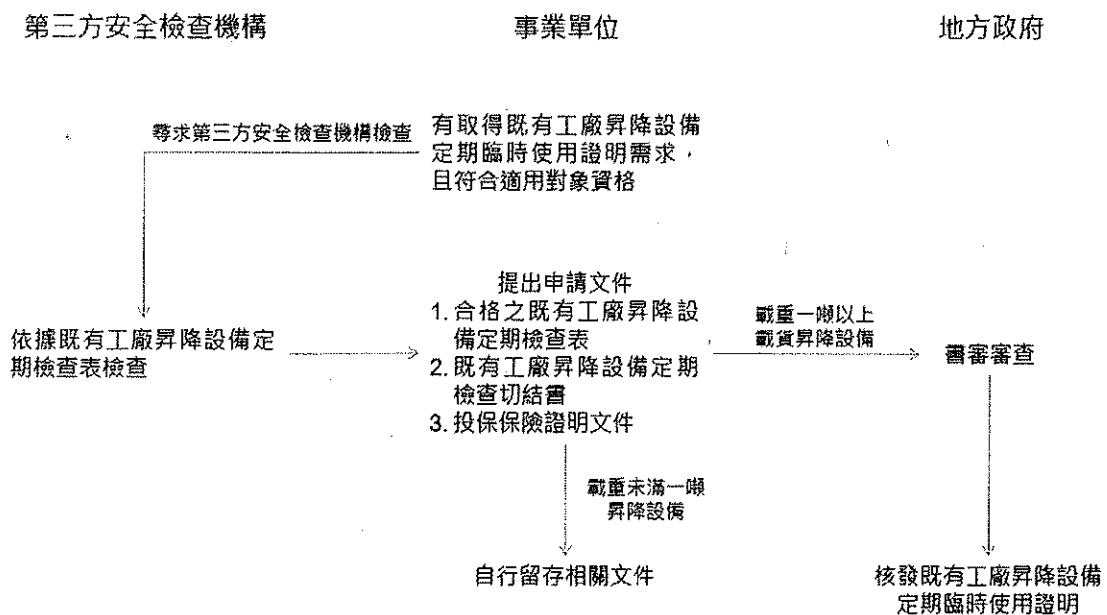 第三方安全檢查機構
事業單位
地方政府
尋求第三方安全檢查機構檢查
有取得既有工廠昇降設備
定期臨時使用證明需求，
且符合適用對象資格
依據既有工廠昇降設備定
期檢查表檢查
提出申請文件
1. 合格之既有工廠昇降設
備定期檢查表
2. 既有工廠昇降設備定期
檢查切結書
3. 投保保險證明文件
載重一噸以上
載貨昇降設備
書審審查
載重未滿一噸
昇降設備
自行留存相關文件
核發既有工廠昇降設備
定期臨時使用證明